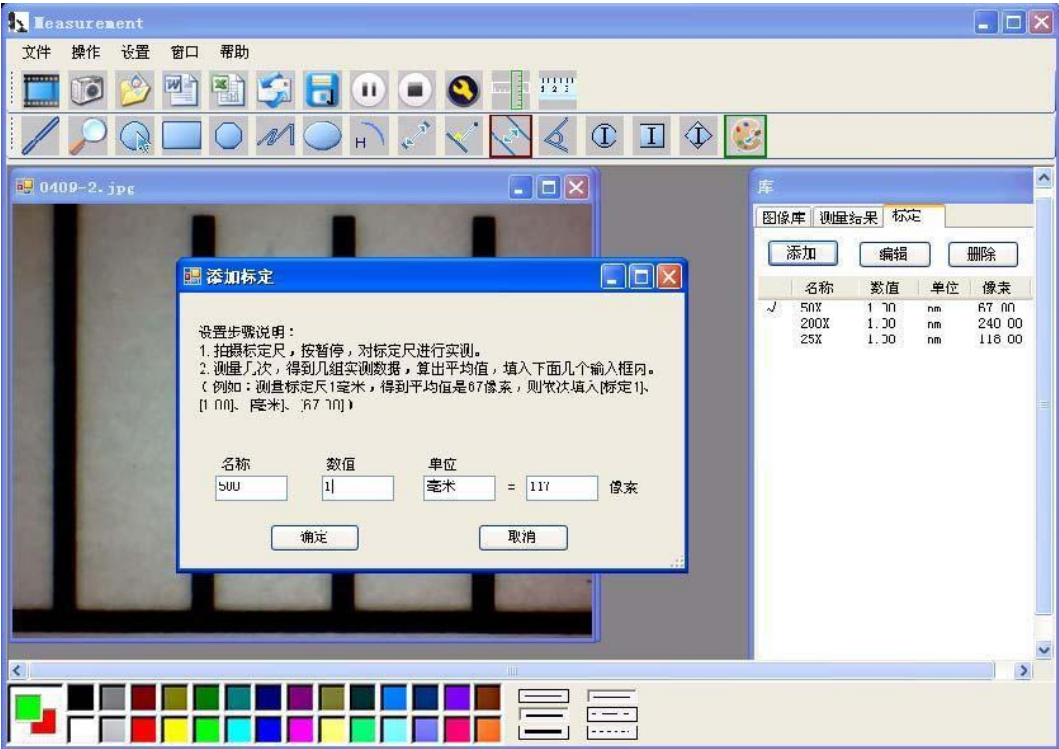 Measurement
文件 操作 设置 窗口 帮助
1 2 3
H
0409-2.jpg
库
图像库 测量结果 标定
添加 编辑 删除
名称 数值 单位 像素
50X 1.00 nm 67.00
200X 1.00 nm 240.00
25X 1.00 nm 118.00
添加标定
设置步骤说明：
1.拍摄标定尺，按暂停，对标定尺进行实测。
2.测量几次，得到几组实测数据，算出平均值，填入下面几个输入框内。
（例如：测量标定尺1毫米，得到平均值是67像素，则依次填入[标定1]、
[1.00]、[毫米]、[67.00]）
名称 数值 单位
500 1 毫米 = 117 像素
确定 取消